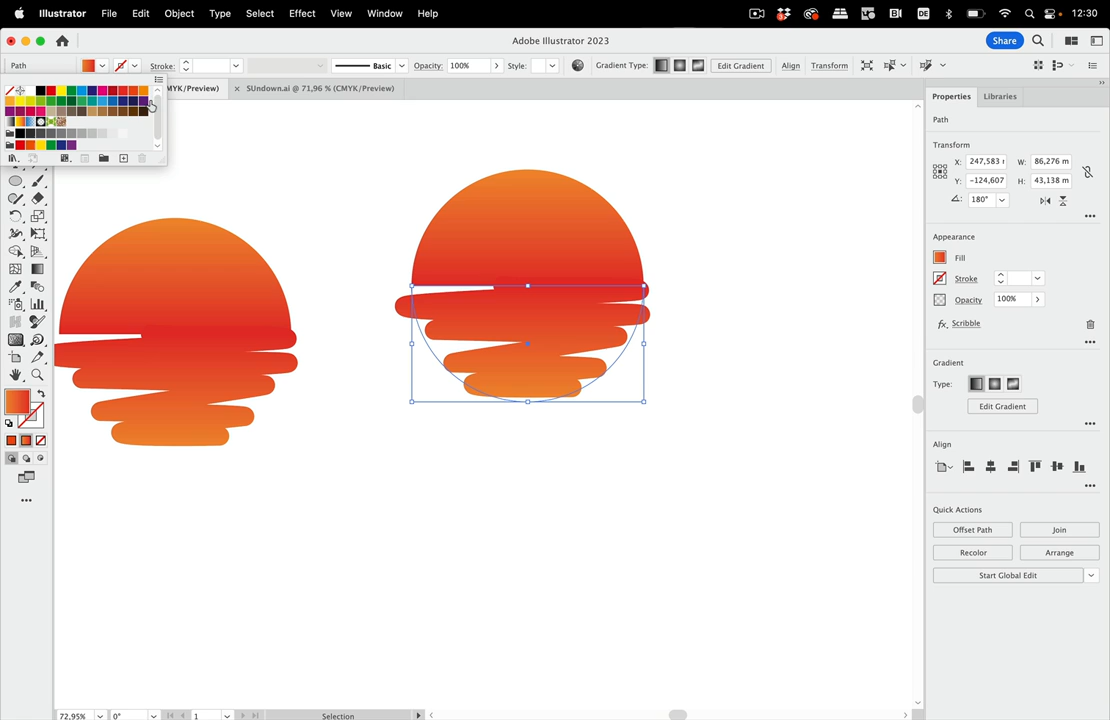 Illustrator File Edit Object Type Select Effect View Window Help
3 DE 12:30
Adobe Illustrator 2023
Share
Path Stroke: Basic Opacity: 100% Style: Gradient Type: Edit Gradient Align Transform
(CMYK/Preview) × SUndown.ai @ 71,96 % (CMYK/Preview)
Properties Libraries
Path
Transform
X: 247,583 W: 86,276 m
Y: −124,607 H: 43,138 m
180°
Appearance
Fill
Stroke
Opacity 100%
fx Scribble
Gradient
Type:
Edit Gradient
Align
Quick Actions
Offset Path Join
Recolor Arrange
Start Global Edit
72,95% 0° 1 Selection